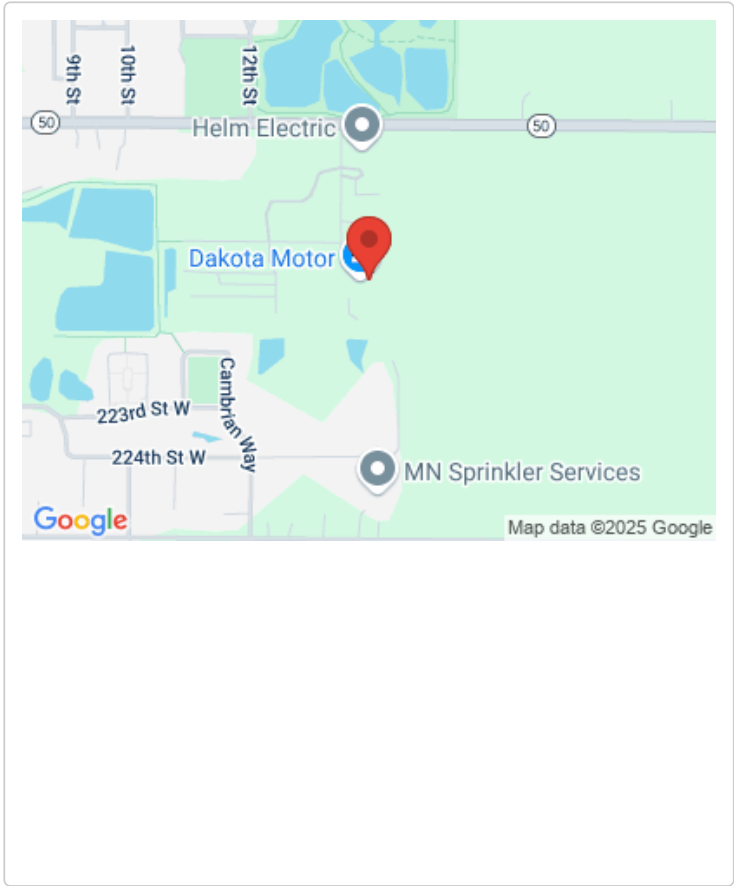 9th St
10th St
12th St
50
Helm Electric
50
Dakota Motor
Cambrian Way
223rd St W
224th St W
MN Sprinkler Services
Google
Map data ©2025 Google